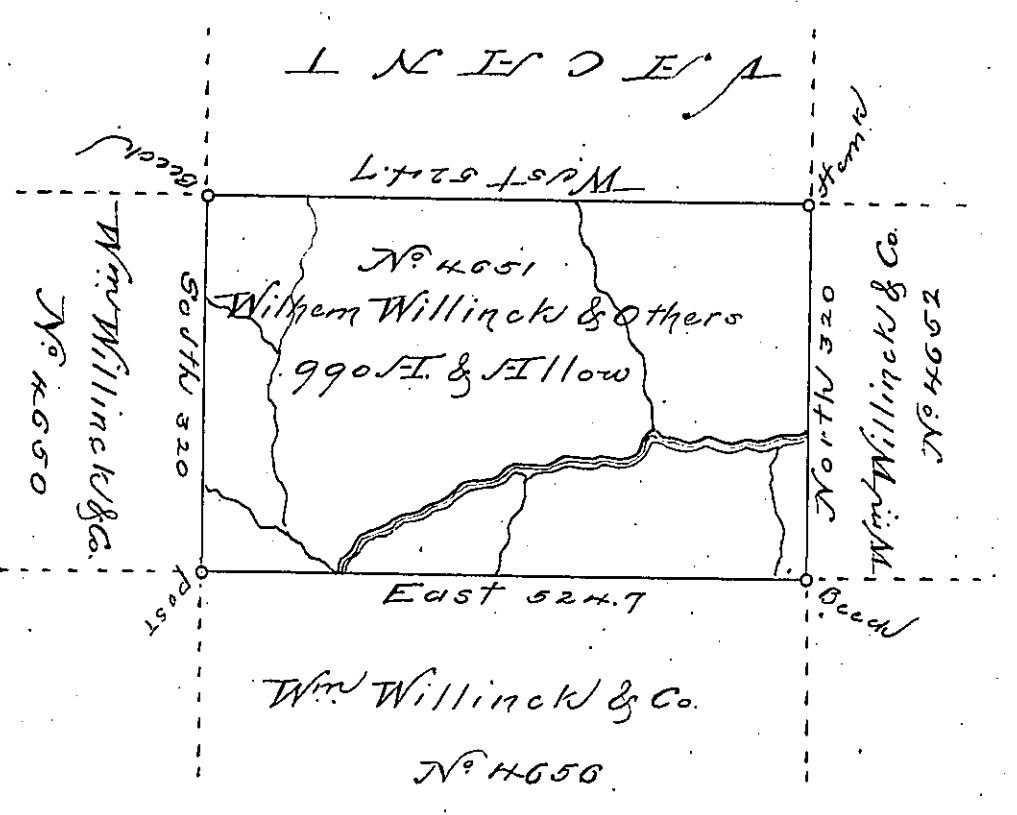 VACANT
West 524.7
Beech
Hemk
No. 4651
Wilhem Willinck & Others
990 A. & Allow
South 320
Wm Willinck & Co.
No. 4650
North 320
Wm Willinck & Co.
No. 4652
Post
East 524.7
Beech
Wm Willinck & Co.
No. 4656